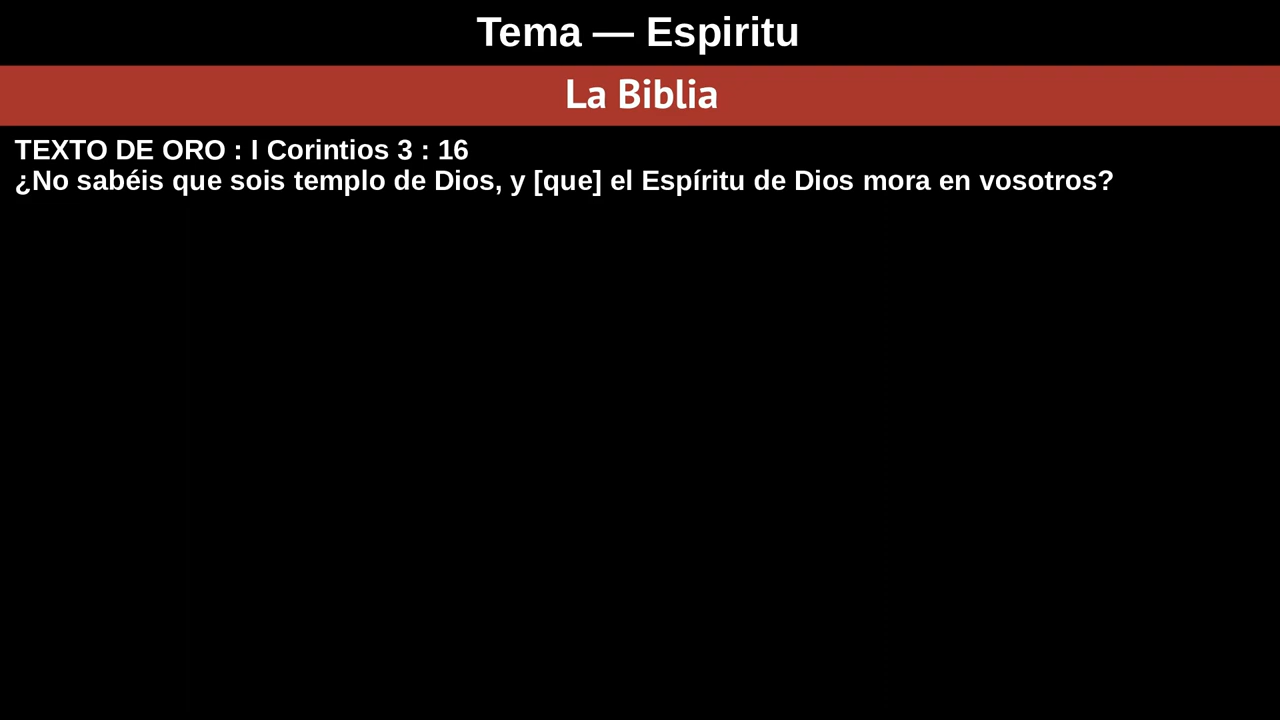 Tema — Espiritu
La Biblia
TEXTO DE ORO : I Corintios 3 : 16
¿No sabéis que sois templo de Dios, y [que] el Espíritu de Dios mora en vosotros?